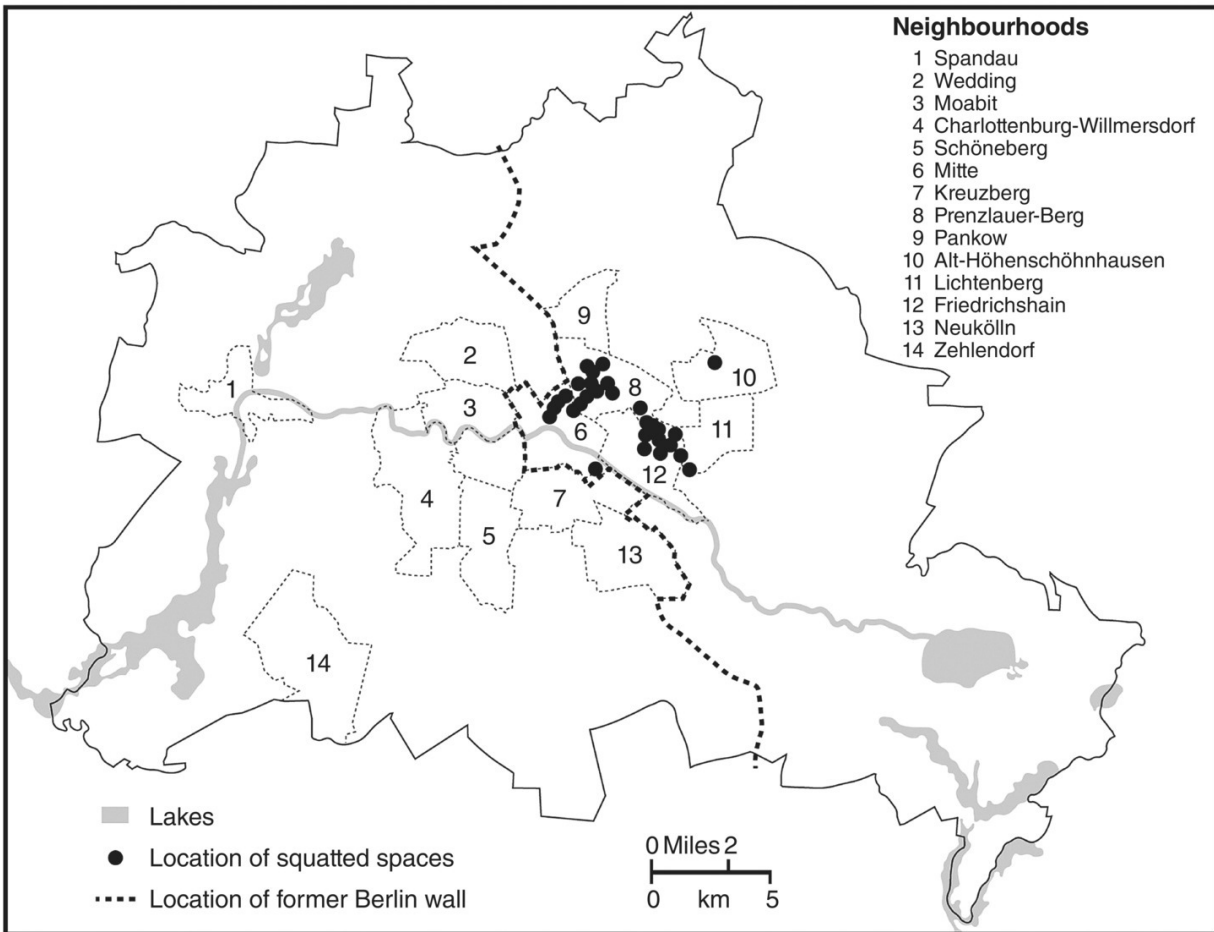 Neighbourhoods
1 Spandau
2 Wedding
3 Moabit
4 Charlottenburg-Willmersdorf
5 Schöneberg
6 Mitte
7 Kreuzberg
8 Prenzlauer-Berg
9 Pankow
10 Alt-Höhenschöhnhausen
11 Lichtenberg
12 Friedrichshain
13 Neukölln
14 Zehlendorf
9
2
8
10
1
3
6
11
12
4
7
5
13
14
Lakes
Location of squatted spaces
Location of former Berlin wall
0 Miles 2
0 km 5